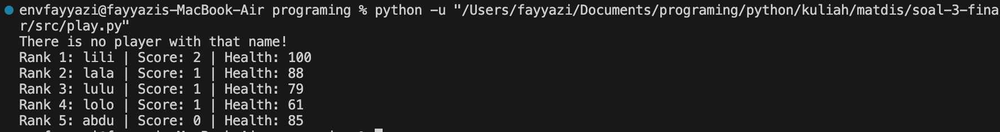 envfayyazi@fayyazis-MacBook-Air programing % python -u "/Users/fayyazi/Documents/programing/python/kuliah/matdis/soal-3-fina
r/src/play.py"
There is no player with that name!
Rank 1: lili | Score: 2 | Health: 100
Rank 2: lala | Score: 1 | Health: 88
Rank 3: lulu | Score: 1 | Health: 79
Rank 4: lolo | Score: 1 | Health: 61
Rank 5: abdu | Score: 0 | Health: 85